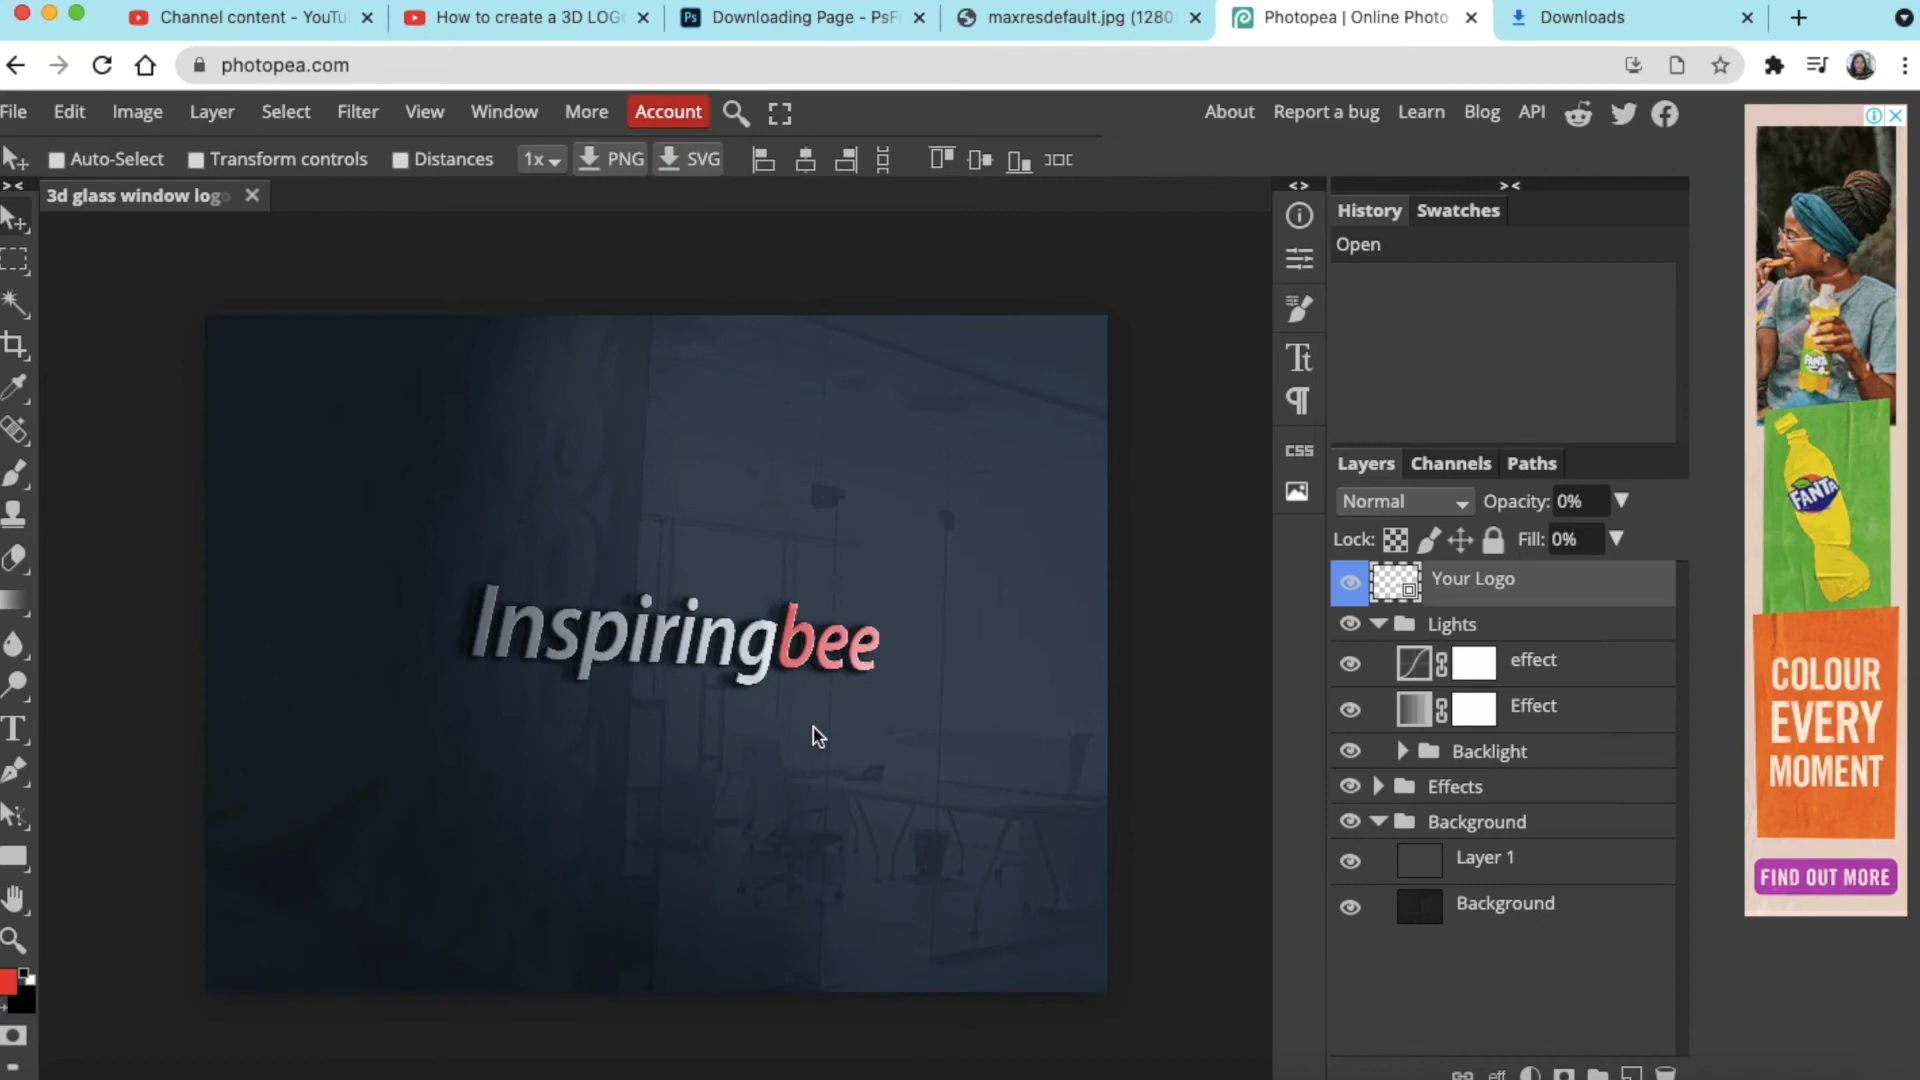 Channel content - YouTu
How to create a 3D LOG
Downloading Page - PsF
maxresdefault.jpg (1280
Photopea | Online Photo
Downloads
photopea.com
File Edit Image Layer Select Filter View Window More Account
About Report a bug Learn Blog API
Auto-Select Transform controls Distances 1x PNG SVG
3d glass window logo
History Swatches
Open
CSS
Layers Channels Paths
Normal Opacity: 0%
Lock: Fill: 0%
Your Logo
Lights
effect
Effect
Backlight
Effects
Background
Layer 1
Background
eff
Inspiringbee
FANTA
COLOUR
EVERY
MOMENT
FIND OUT MORE